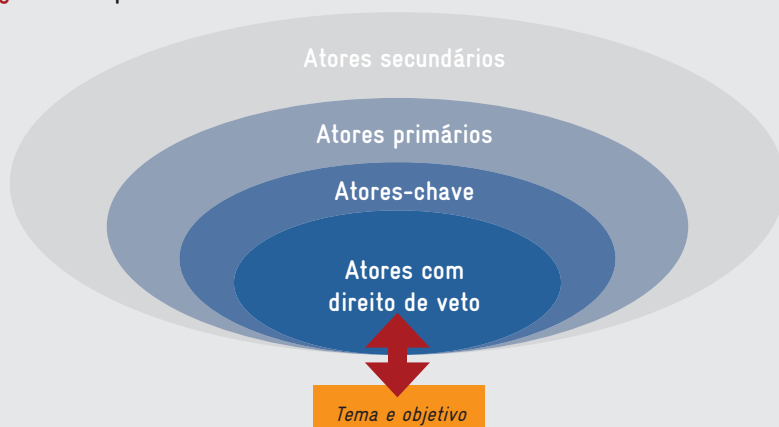 Atores secundários
Atores primários
Atores-chave
Atores com
direito de veto
Tema e objetivo